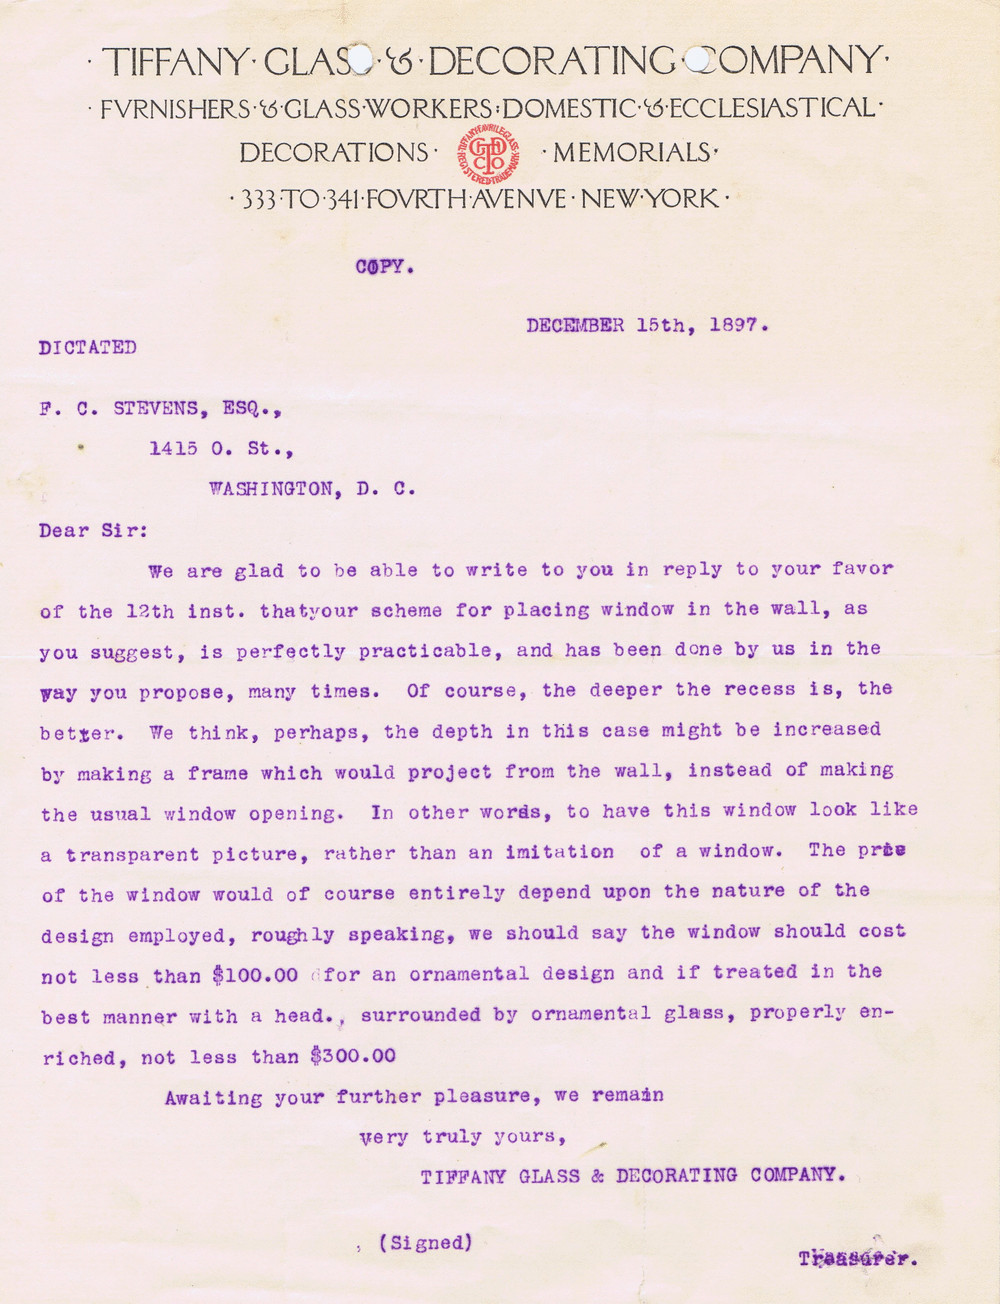 · TIFFANY · GLASS · & · DECORATING · COMPANY ·
· FVRNISHERS · & · GLASS · WORKERS : DOMESTIC · & · ECCLESIASTICAL ·
DECORATIONS · · MEMORIALS ·
TIFFANY FAVRILE GLASS REGISTERED TRADE MARK
G T D CO
· 333 · TO · 341 · FOVRTH · AVENVE · NEW · YORK ·
COPY.
DECEMBER 15th, 1897.
DICTATED
F. C. STEVENS, ESQ.,
1415 O. St.,
WASHINGTON, D. C.
Dear Sir:
We are glad to be able to write to you in reply to your favor
of the 12th inst. thatyour scheme for placing window in the wall, as
you suggest, is perfectly practicable, and has been done by us in the
way you propose, many times. Of course, the deeper the recess is, the
better. We think, perhaps, the depth in this case might be increased
by making a frame which would project from the wall, instead of making
the usual window opening. In other words, to have this window look like
a transparent picture, rather than an imitation of a window. The
of the window would of course entirely depend upon the nature of the
design employed, roughly speaking, we should say the window should cost
not less than $100.00 for an ornamental design and if treated in the
best manner with a head., surrounded by ornamental glass, properly en-
riched, not less than $300.00
Awaiting your further pleasure, we remain
very truly yours,
TIFFANY GLASS & DECORATING COMPANY.
(Signed)
Treasurer.